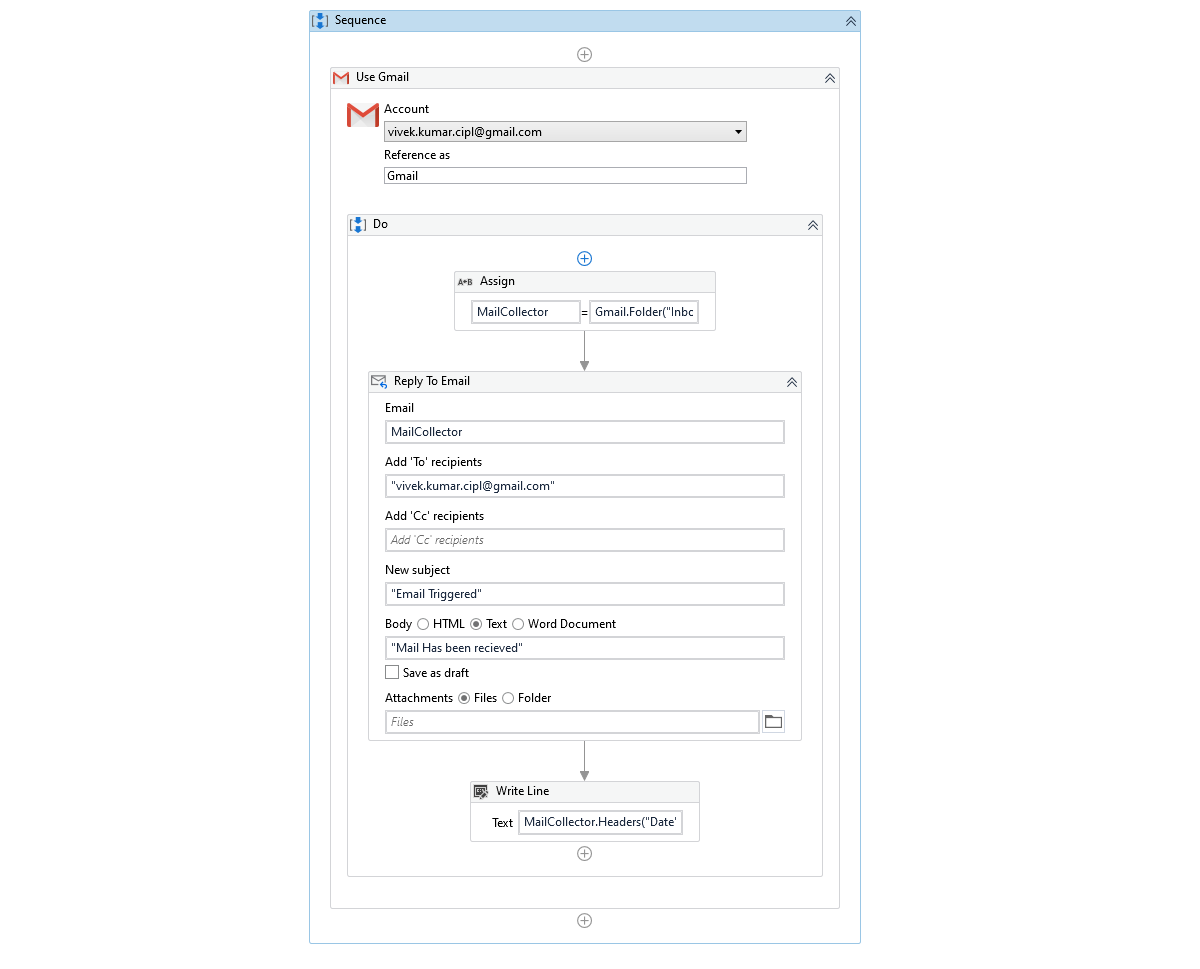 Sequence
Use Gmail
Account
vivek.kumar.cipl@gmail.com
Reference as
Gmail
Do
A+B Assign
MailCollector = Gmail.Folder("Inbc
Reply To Email
Email
MailCollector
Add 'To' recipients
"vivek.kumar.cipl@gmail.com"
Add 'Cc' recipients
Add 'Cc' recipients
New subject
"Email Triggered"
Body HTML Text Word Document
"Mail Has been recieved"
Save as draft
Attachments Files Folder
Files
Write Line
Text MailCollector.Headers("Date"